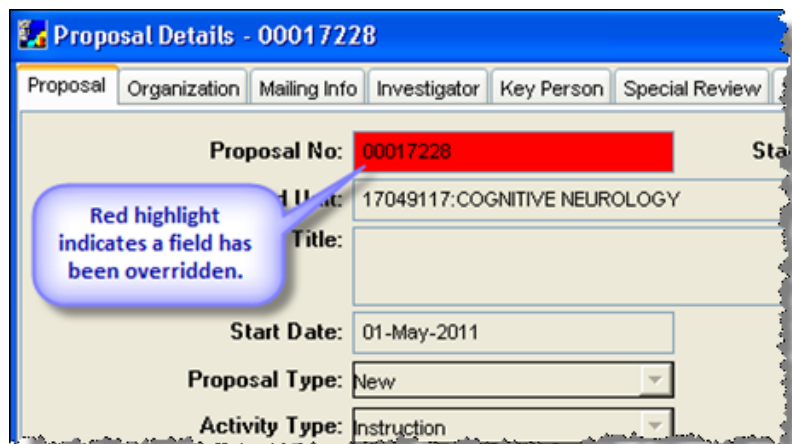 Proposal Details - 00017228
Proposal Organization Mailing Info Investigator Key Person Special Review
Proposal No: 00017228
17049117:COGNITIVE NEUROLOGY
Red highlight
indicates a field has
been overridden.
Title:
Start Date: 01-May-2011
Proposal Type: New
Activity Type: Instruction